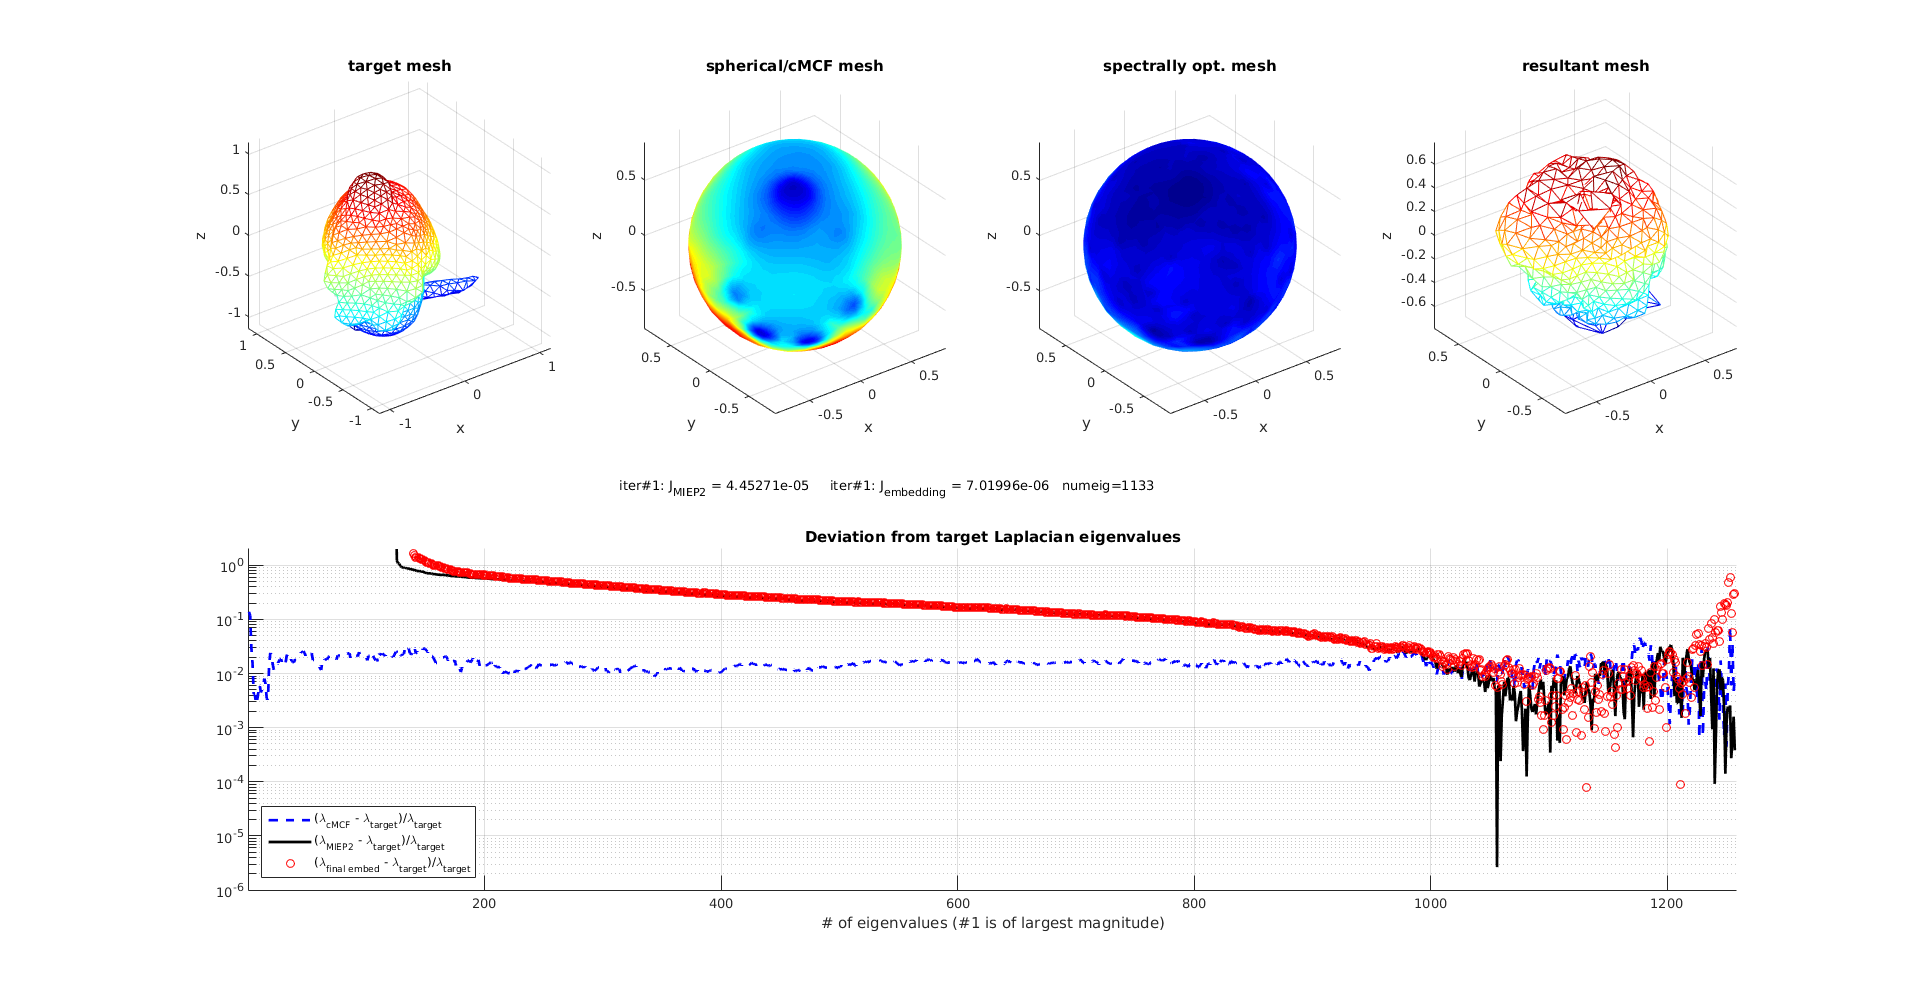 target mesh
spherical/cMCF mesh
spectrally opt. mesh
resultant mesh
1
0.5
0
-0.5
-1
z
1
0.5
0
-0.5
-1
y
-1
0
1
x
0.5
0
-0.5
z
0.5
0
-0.5
y
-0.5
0
0.5
x
0.5
0
-0.5
z
0.5
0
-0.5
y
-0.5
0
0.5
x
0.6
0.4
0.2
0
-0.2
-0.4
-0.6
z
0.5
0
-0.5
y
-0.5
0
0.5
x
iter#1: J_MIEP2 = 4.45271e-05 iter#1: J_embedding = 7.01996e-06 numeig=1133
Deviation from target Laplacian eigenvalues
10^0
10^-1
10^-2
10^-3
10^-4
10^-5
10^-6
(λ_cMCF - λ_target)/λ_target
(λ_MIEP2 - λ_target)/λ_target
(λ_final embed - λ_target)/λ_target
200 400 600 800 1000 1200
# of eigenvalues (#1 is of largest magnitude)